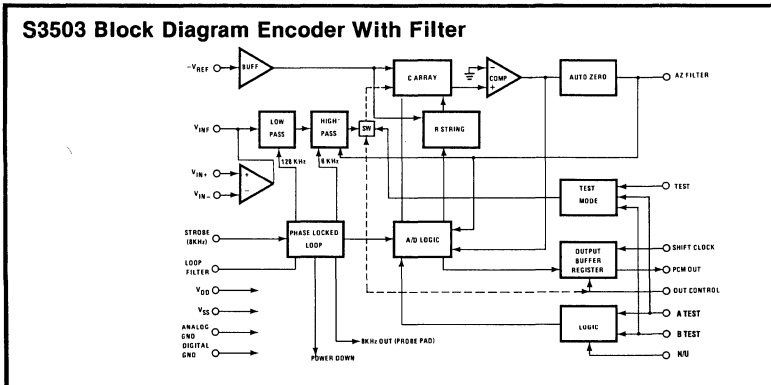 S3503 Block Diagram Encoder With Filter
-VREF
BUFF
C ARRAY
COMP
AUTO ZERO
AZ FILTER
VINF
LOW
PASS
HIGH-
PASS
SW
R STRING
128 KHz
8 KHz
VIN+
VIN-
TEST
MODE
TEST
STROBE
(8KHz)
PHASE LOCKED
LOOP
A/D LOGIC
OUTPUT
BUFFER
REGISTER
SHIFT CLOCK
PCM OUT
LOOP
FILTER
OUT CONTROL
VDD
VSS
ANALOG
GND
DIGITAL
GND
LOGIC
A TEST
B TEST
8KHz OUT (PROBE PAD)
POWER DOWN